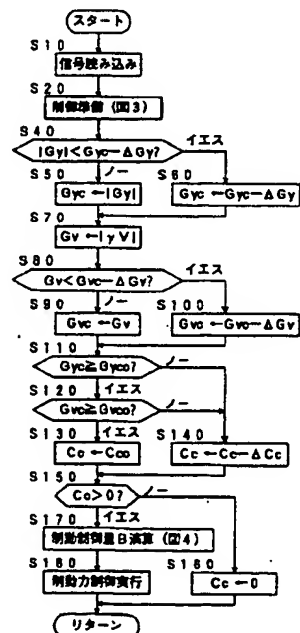 スタート
S10
信号読み込み
S20
制御準備 (図3)
S40
|Gy|<Gyc－ΔGy?
イエス
S50 ノー
S60
Gyc←|Gy|
Gyc←Gyc－ΔGy
S70
Gv←|γV|
S80
Gv<Gvc－ΔGv?
イエス
S90 ノー
S100
Gvc←Gv
Gvc←Gvc－ΔGv
S110
Gyc≧Gyco?
ノー
S120 イエス
Gvc≧Gvco?
ノー
S130 イエス
S140
Cc←Cco
Cc←Cc－ΔCc
S150
Cc>0?
ノー
S170 イエス
制動制御量B演算 (図4)
S180
S160
制動力制御実行
Cc←0
リターン